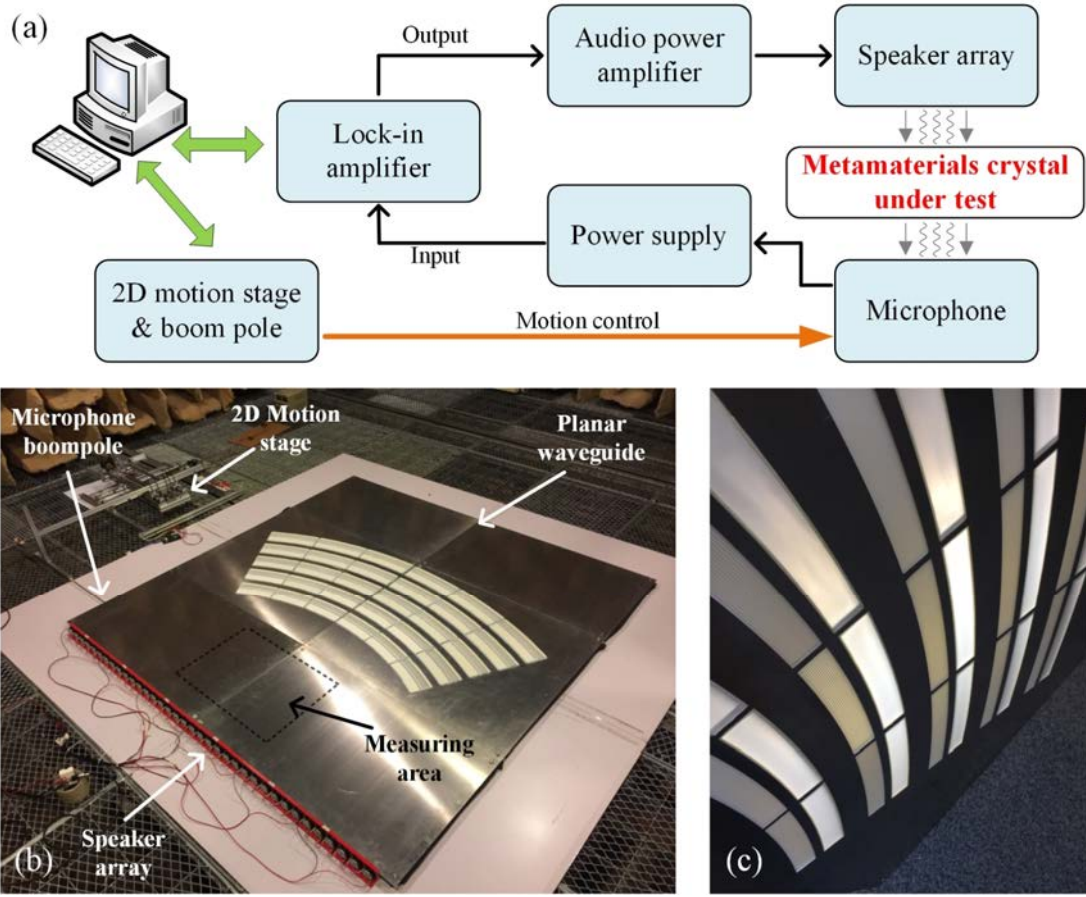 (a)
Output
Audio power
amplifier
Speaker array
Lock-in
amplifier
Metamaterials crystal
under test
Input
Power supply
2D motion stage
& boom pole
Motion control
Microphone
Microphone
boompole
2D Motion
stage
Planar
waveguide
Measuring
area
Speaker
array
(b)
(c)